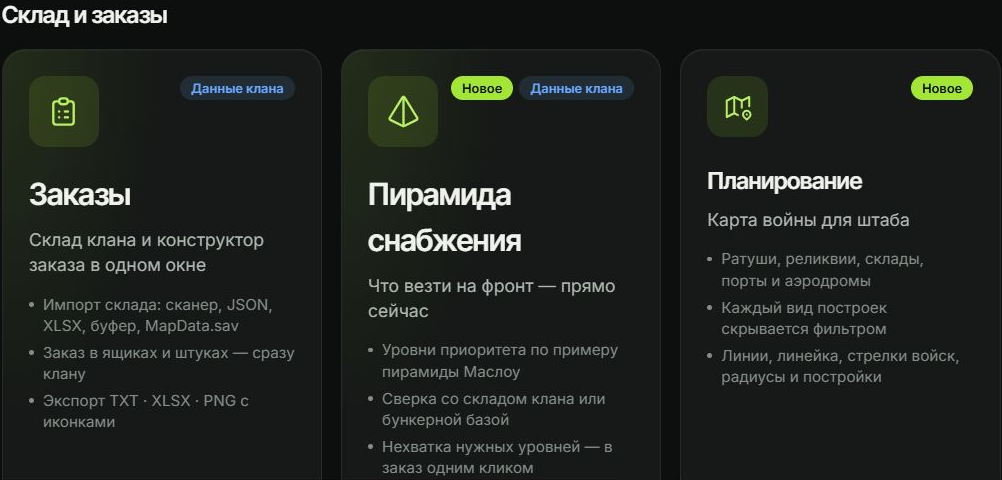 Склад и заказы
Данные клана
Заказы
Склад клана и конструктор
заказа в одном окне
• Импорт склада: сканер, JSON,
XLSX, буфер, MapData.sav
• Заказ в ящиках и штуках — сразу
клану
• Экспорт TXT · XLSX · PNG с
иконками
Новое
Данные клана
Пирамида
снабжения
Что везти на фронт — прямо
сейчас
• Уровни приоритета по примеру
пирамиды Маслоу
• Сверка со складом клана или
бункерной базой
• Нехватка нужных уровней — в
заказ одним кликом
Новое
Планирование
Карта войны для штаба
• Ратуши, реликвии, склады,
порты и аэродромы
• Каждый вид построек
скрывается фильтром
• Линии, линейка, стрелки войск,
радиусы и постройки